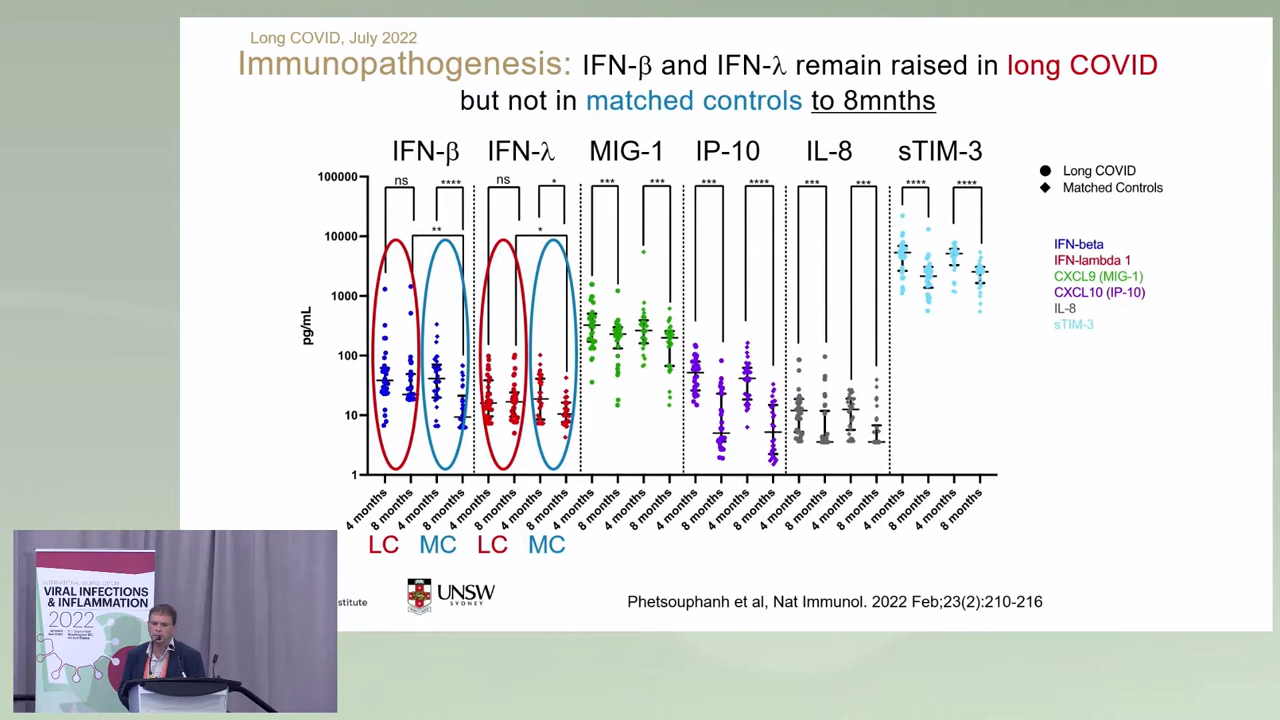 Long COVID, July 2022
Immunopathogenesis: IFN-β and IFN-λ remain raised in long COVID
but not in matched controls to 8mnths
IFN-β IFN-λ MIG-1 IP-10 IL-8 sTIM-3
ns **** ns * *** *** *** **** *** *** **** ****
** *
100000
10000
1000
100
10
1
pg/mL
Long COVID
Matched Controls
IFN-beta
IFN-lambda 1
CXCL9 (MIG-1)
CXCL10 (IP-10)
IL-8
sTIM-3
4 months 8 months 4 months 8 months 4 months 8 months 4 months 8 months 4 months 8 months 4 months 8 months 4 months 8 months 4 months 8 months 4 months 8 months 4 months 8 months 4 months 8 months 4 months 8 months
LC MC LC MC
stitute
UNSW
SYDNEY
Phetsouphanh et al, Nat Immunol. 2022 Feb;23(2):210-216
VIRAL INFECTIONS
& INFLAMMATION
2022